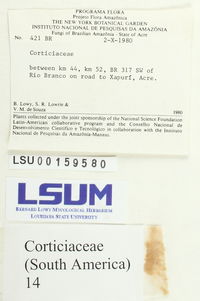 PROGRAMA FLORA
Projeto Flora Amazônica
THE NEW YORK BOTANICAL GARDEN
INSTITUTO NACIONAL DE PESQUISAS DA AMAZÔNIA
Fungi of Brazilian Amazonia - State of Acre
No. 421 BR 2-X-1980
Corticiaceae
between km 44, km 52, BR 317 SW of
Rio Branco on road to Xapurí, Acre.
B. Lowy, S. R. Lowrie &
V. M. de Souza
1980
Plants collected under the joint sponsorship of the National Science Foundation
Latin-American collaborative program and the Conselho Nacional de
Desenvolvimento Científico e Tecnológico in collaboration with the Instituto
Nacional de Pesquisas da Amazônia-Manaus.
LSU00159580
LSUM
BERNARD LOWY MYCOLOGICAL HERBARIUM
LOUISIANA STATE UNIVERSITY
Corticiaceae
(South America)
14